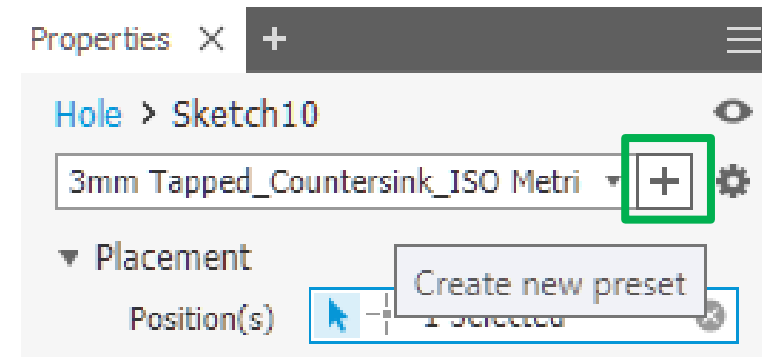 Properties
Hole > Sketch10
3mm Tapped_Countersink_ISO Metri
Placement
Create new preset
Position(s)